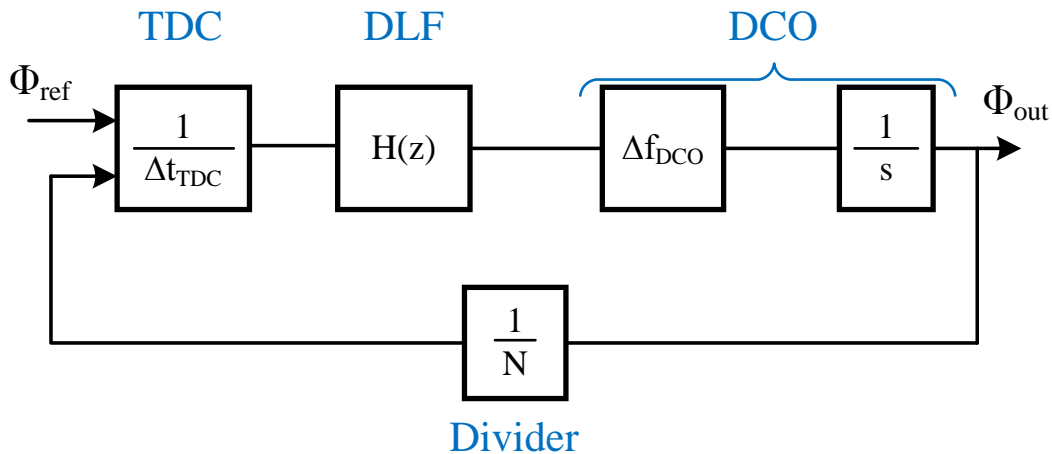 TDC
DLF
DCO
Φref
1
ΔtTDC
H(z)
ΔfDCO
1
s
Φout
1
N
Divider